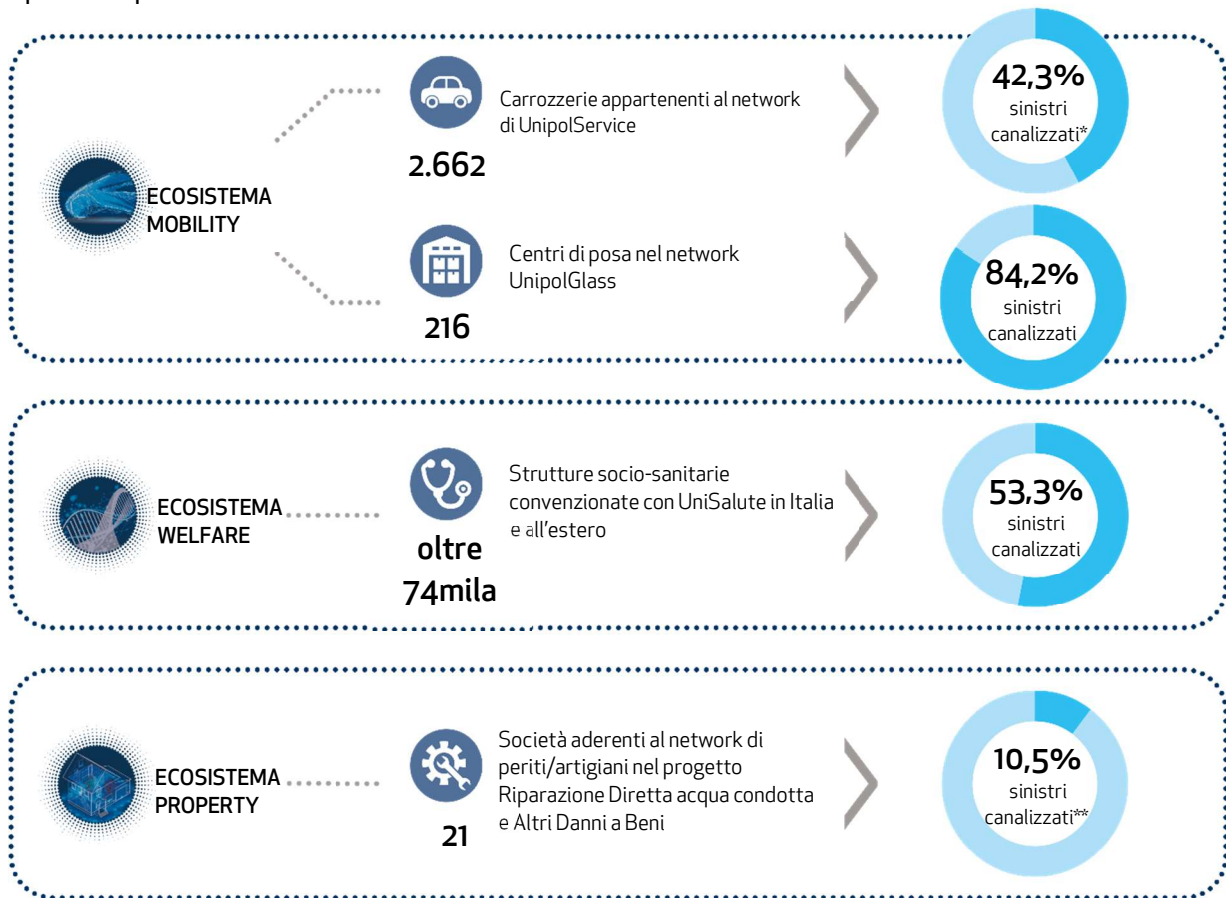 ECOSISTEMA
MOBILITY
Carrozzerie appartenenti al network
di UnipolService
2.662
42,3%
sinistri
canalizzati*
Centri di posa nel network
UnipolGlass
216
84,2%
sinistri
canalizzati
ECOSISTEMA
WELFARE
Strutture socio-sanitarie
convenzionate con UniSalute in Italia
e all'estero
oltre
74mila
53,3%
sinistri
canalizzati
ECOSISTEMA
PROPERTY
Società aderenti al network di
periti/artigiani nel progetto
Riparazione Diretta acqua condotta
e Altri Danni a Beni
21
10,5%
sinistri
canalizzati**